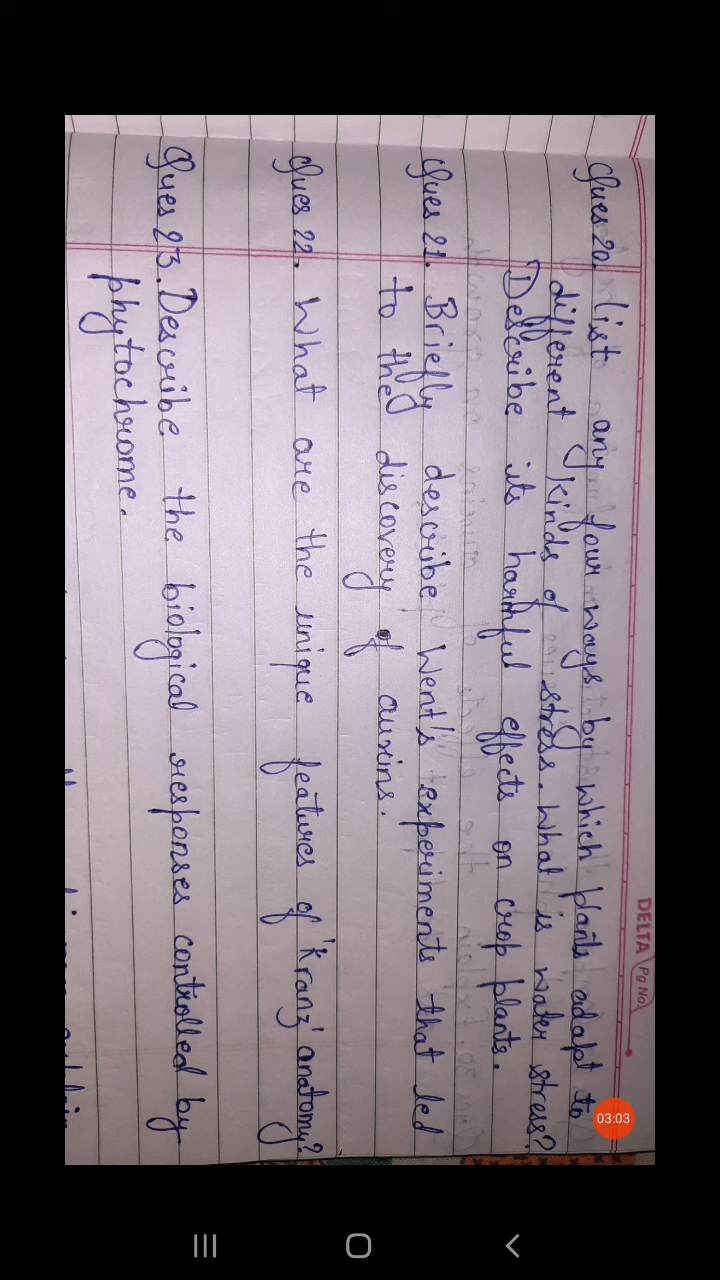 DELTA Pg No.
Ques 20. list any four ways by which plants adapt to
different kinds of stress. What is water stress?
Describe its harmful effects on crop plants.
Ques 21. Briefly describe Went's experiments that led
to the discovery of auxins.
Ques 22. What are the unique features of 'Kranz' anatomy?
Ques 23. Describe the biological responses controlled by
phytochrome.
03:03